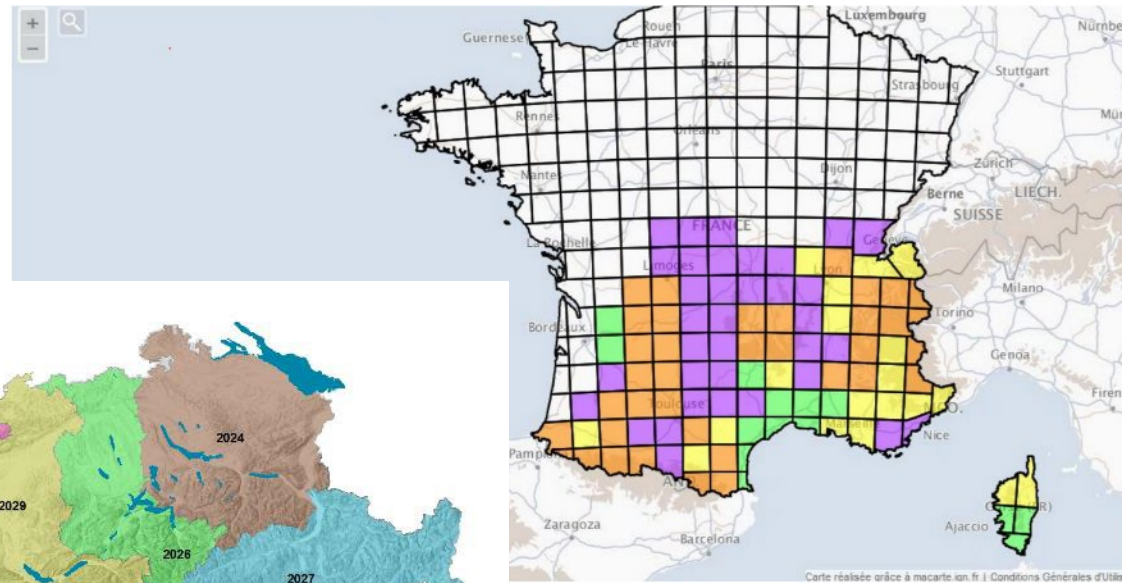 +
−
Guernesey
Rouen
Le-Havre
Paris
Luxembourg
Nürnberg
Strasbourg
Stuttgart
Rennes
Orléans
Nantes
Dijon
Zürich
Berne
LIECH.
SUISSE
La Rochelle
FRANCE
Genève
Limoges
Lyon
Milano
Torino
Bordeaux
Genoa
Toulouse
Marseille
Nice
Zaragoza
Barcelona
Ajaccio
2024
2029
2026
2027
Carte réalisée grâce à macarte.ign.fr | Conditions Générales d'Utilis